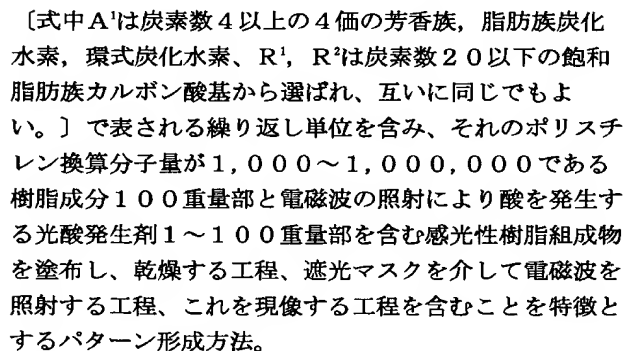 〔式中A¹は炭素数４以上の４価の芳香族，脂肪族炭化
水素，環式炭化水素、R¹，R²は炭素数２０以下の飽和
脂肪族カルボン酸基から選ばれ、互いに同じでもよ
い。〕で表される繰り返し単位を含み、それのポリスチ
レン換算分子量が１，０００～１，０００，０００である
樹脂成分１００重量部と電磁波の照射により酸を発生す
る光酸発生剤１～１００重量部を含む感光性樹脂組成物
を塗布し、乾燥する工程、遮光マスクを介して電磁波を
照射する工程、これを現像する工程を含むことを特徴と
するパターン形成方法。